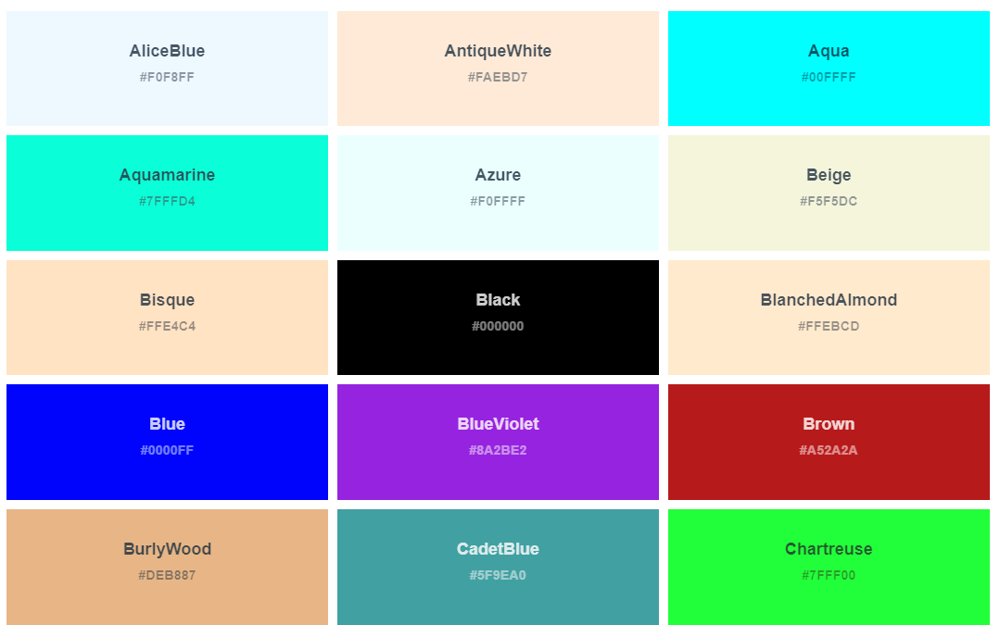 AliceBlue
#F0F8FF
AntiqueWhite
#FAEBD7
Aqua
#00FFFF
Aquamarine
#7FFFD4
Azure
#F0FFFF
Beige
#F5F5DC
Bisque
#FFE4C4
Black
#000000
BlanchedAlmond
#FFEBCD
Blue
#0000FF
BlueViolet
#8A2BE2
Brown
#A52A2A
BurlyWood
#DEB887
CadetBlue
#5F9EA0
Chartreuse
#7FFF00